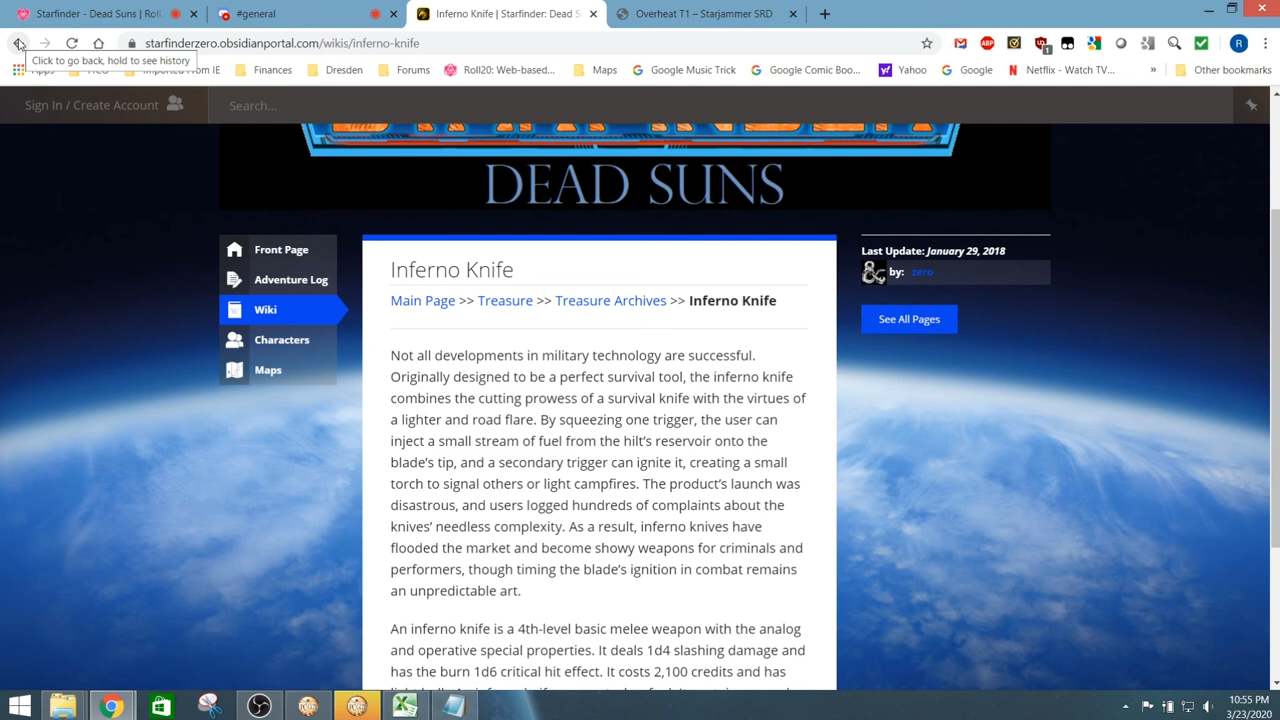 Starfinder - Dead Suns | Roll2
#general
Inferno Knife | Starfinder: Dead S
Overheat T1 – Starjammer SRD
starfinderzero.obsidianportal.com/wikis/inferno-knife
Click to go back, hold to see history
Apps
Imported From IE
Finances
Dresden
Forums
Roll20: Web-based...
Maps
Google Music Trick
Google Comic Boo...
Yahoo
Google
Netflix - Watch TV...
Other bookmarks
Sign In / Create Account
Search...
DEAD SUNS
Front Page
Adventure Log
Wiki
Characters
Maps
Inferno Knife
Main Page >> Treasure >> Treasure Archives >> Inferno Knife
Not all developments in military technology are successful.
Originally designed to be a perfect survival tool, the inferno knife
combines the cutting prowess of a survival knife with the virtues of
a lighter and road flare. By squeezing one trigger, the user can
inject a small stream of fuel from the hilt's reservoir onto the
blade's tip, and a secondary trigger can ignite it, creating a small
torch to signal others or light campfires. The product's launch was
disastrous, and users logged hundreds of complaints about the
knives' needless complexity. As a result, inferno knives have
flooded the market and become showy weapons for criminals and
performers, though timing the blade's ignition in combat remains
an unpredictable art.
An inferno knife is a 4th-level basic melee weapon with the analog
and operative special properties. It deals 1d4 slashing damage and
has the burn 1d6 critical hit effect. It costs 2,100 credits and has
Last Update: January 29, 2018
by: zero
See All Pages
10:55 PM
3/23/2020